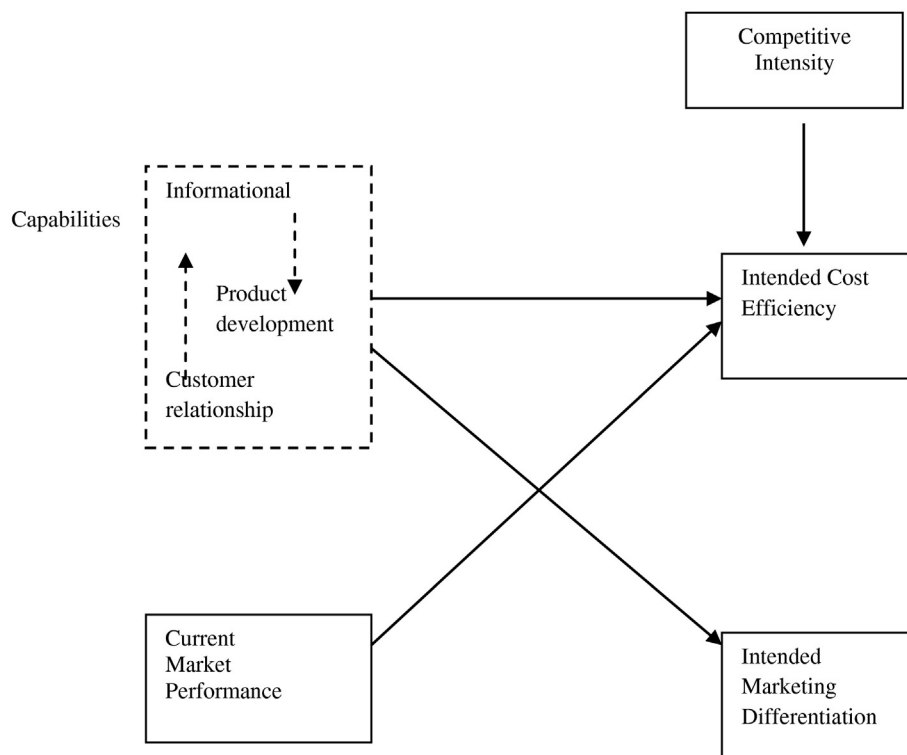 Competitive
Intensity
Capabilities
Informational
Product
development
Customer
relationship
Intended Cost
Efficiency
Current
Market
Performance
Intended
Marketing
Differentiation